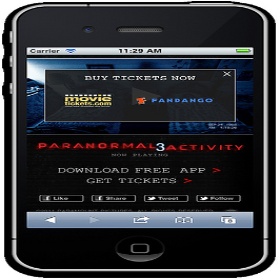 Carrier 11:29 AM
BUY TICKETS NOW
movie
tickets.com FANDANGO
PARANORMAL 3 ACTIVITY
NOW PLAYING
DOWNLOAD FREE APP >
GET TICKETS >
Like Share Tweet Follow